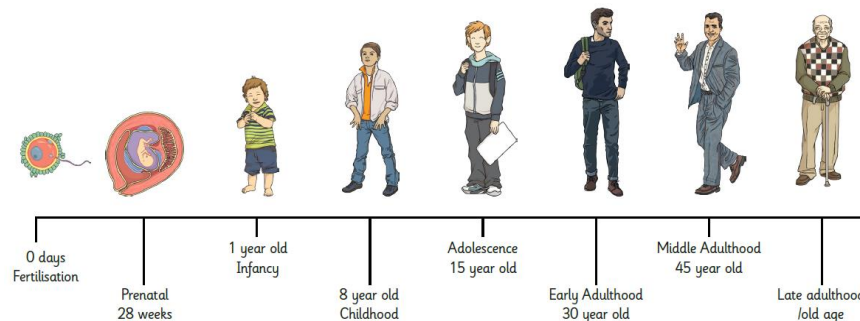 0 days
Fertilisation
Prenatal
28 weeks
1 year old
Infancy
8 year old
Childhood
Adolescence
15 year old
Early Adulthood
30 year old
Middle Adulthood
45 year old
Late adulthood
/old age